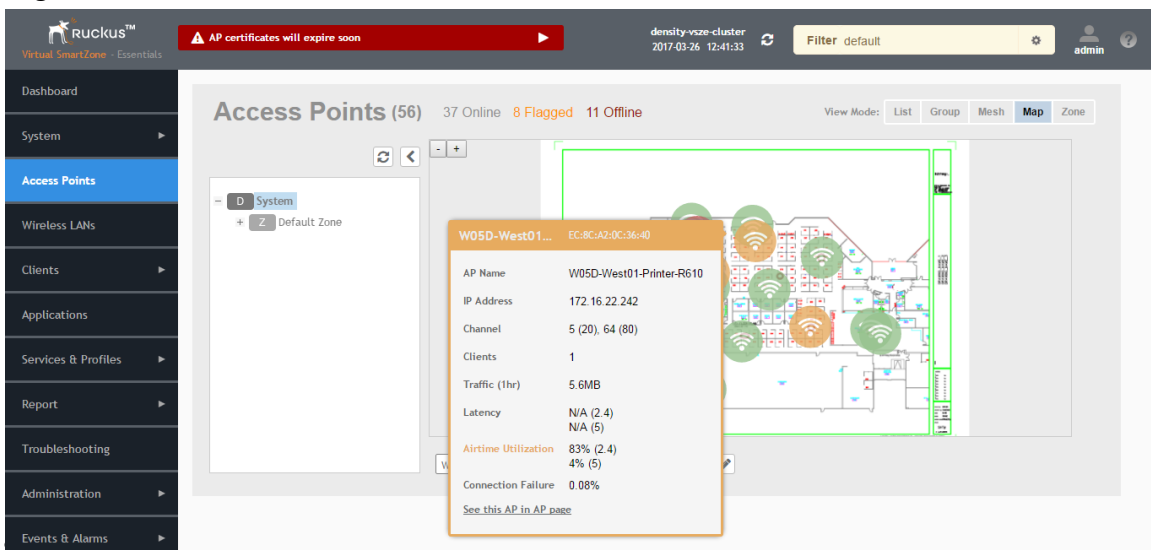 Ruckus™
Virtual SmartZone - Essentials
AP certificates will expire soon
density-vsze-cluster
2017-03-26 12:41:33
Filter default
admin
?
Dashboard
System
Access Points
Wireless LANs
Clients
Applications
Services & Profiles
Report
Troubleshooting
Administration
Events & Alarms
Access Points (56) 37 Online 8 Flagged 11 Offline
View Mode: List Group Mesh Map Zone
- +
- D System
+ Z Default Zone
W05D-West01... EC:8C:A2:0C:36:40
AP Name W05D-West01-Printer-R610
IP Address 172.16.22.242
Channel 5 (20), 64 (80)
Clients 1
Traffic (1hr) 5.6MB
Latency N/A (2.4)
N/A (5)
Airtime Utilization 83% (2.4)
4% (5)
Connection Failure 0.08%
See this AP in AP page